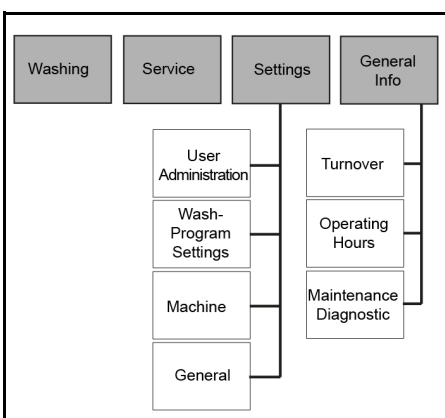 Washing
Service
Settings
General
Info
User
Administration
Wash-
Program
Settings
Machine
General
Turnover
Operating
Hours
Maintenance
Diagnostic